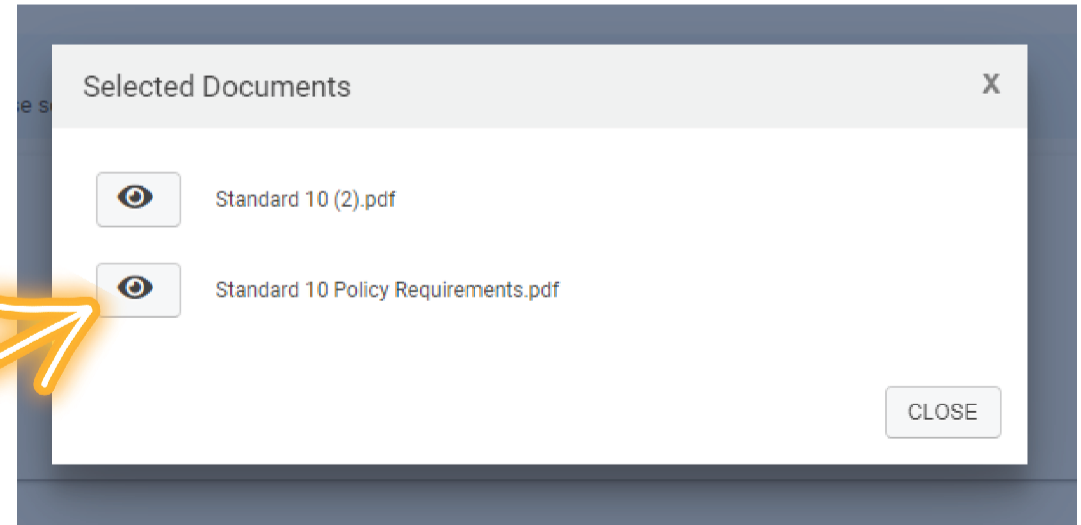 Selected Documents X
e s
Standard 10 (2).pdf
Standard 10 Policy Requirements.pdf
CLOSE